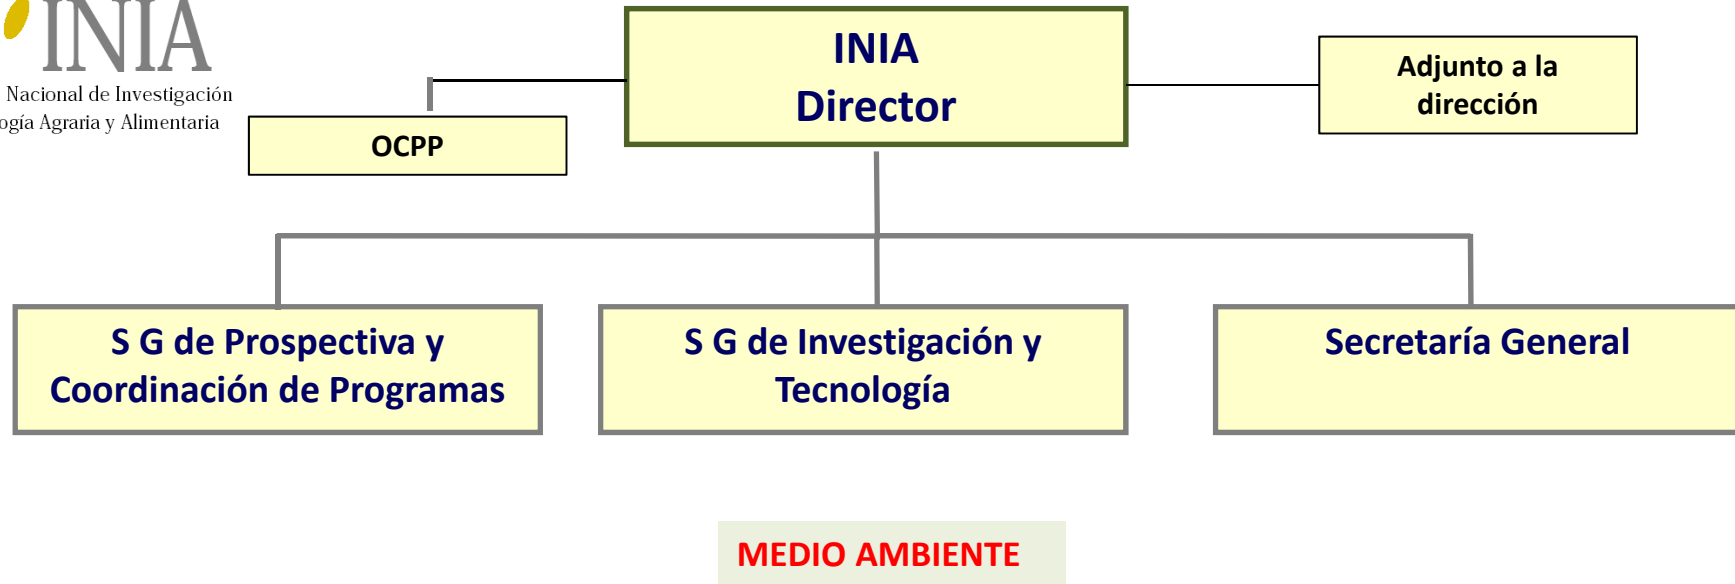 INIA
Nacional de Investigación
ogía Agraria y Alimentaria
INIA
Director
Adjunto a la
dirección
OCPP
S G de Prospectiva y
Coordinación de Programas
S G de Investigación y
Tecnología
Secretaría General
MEDIO AMBIENTE